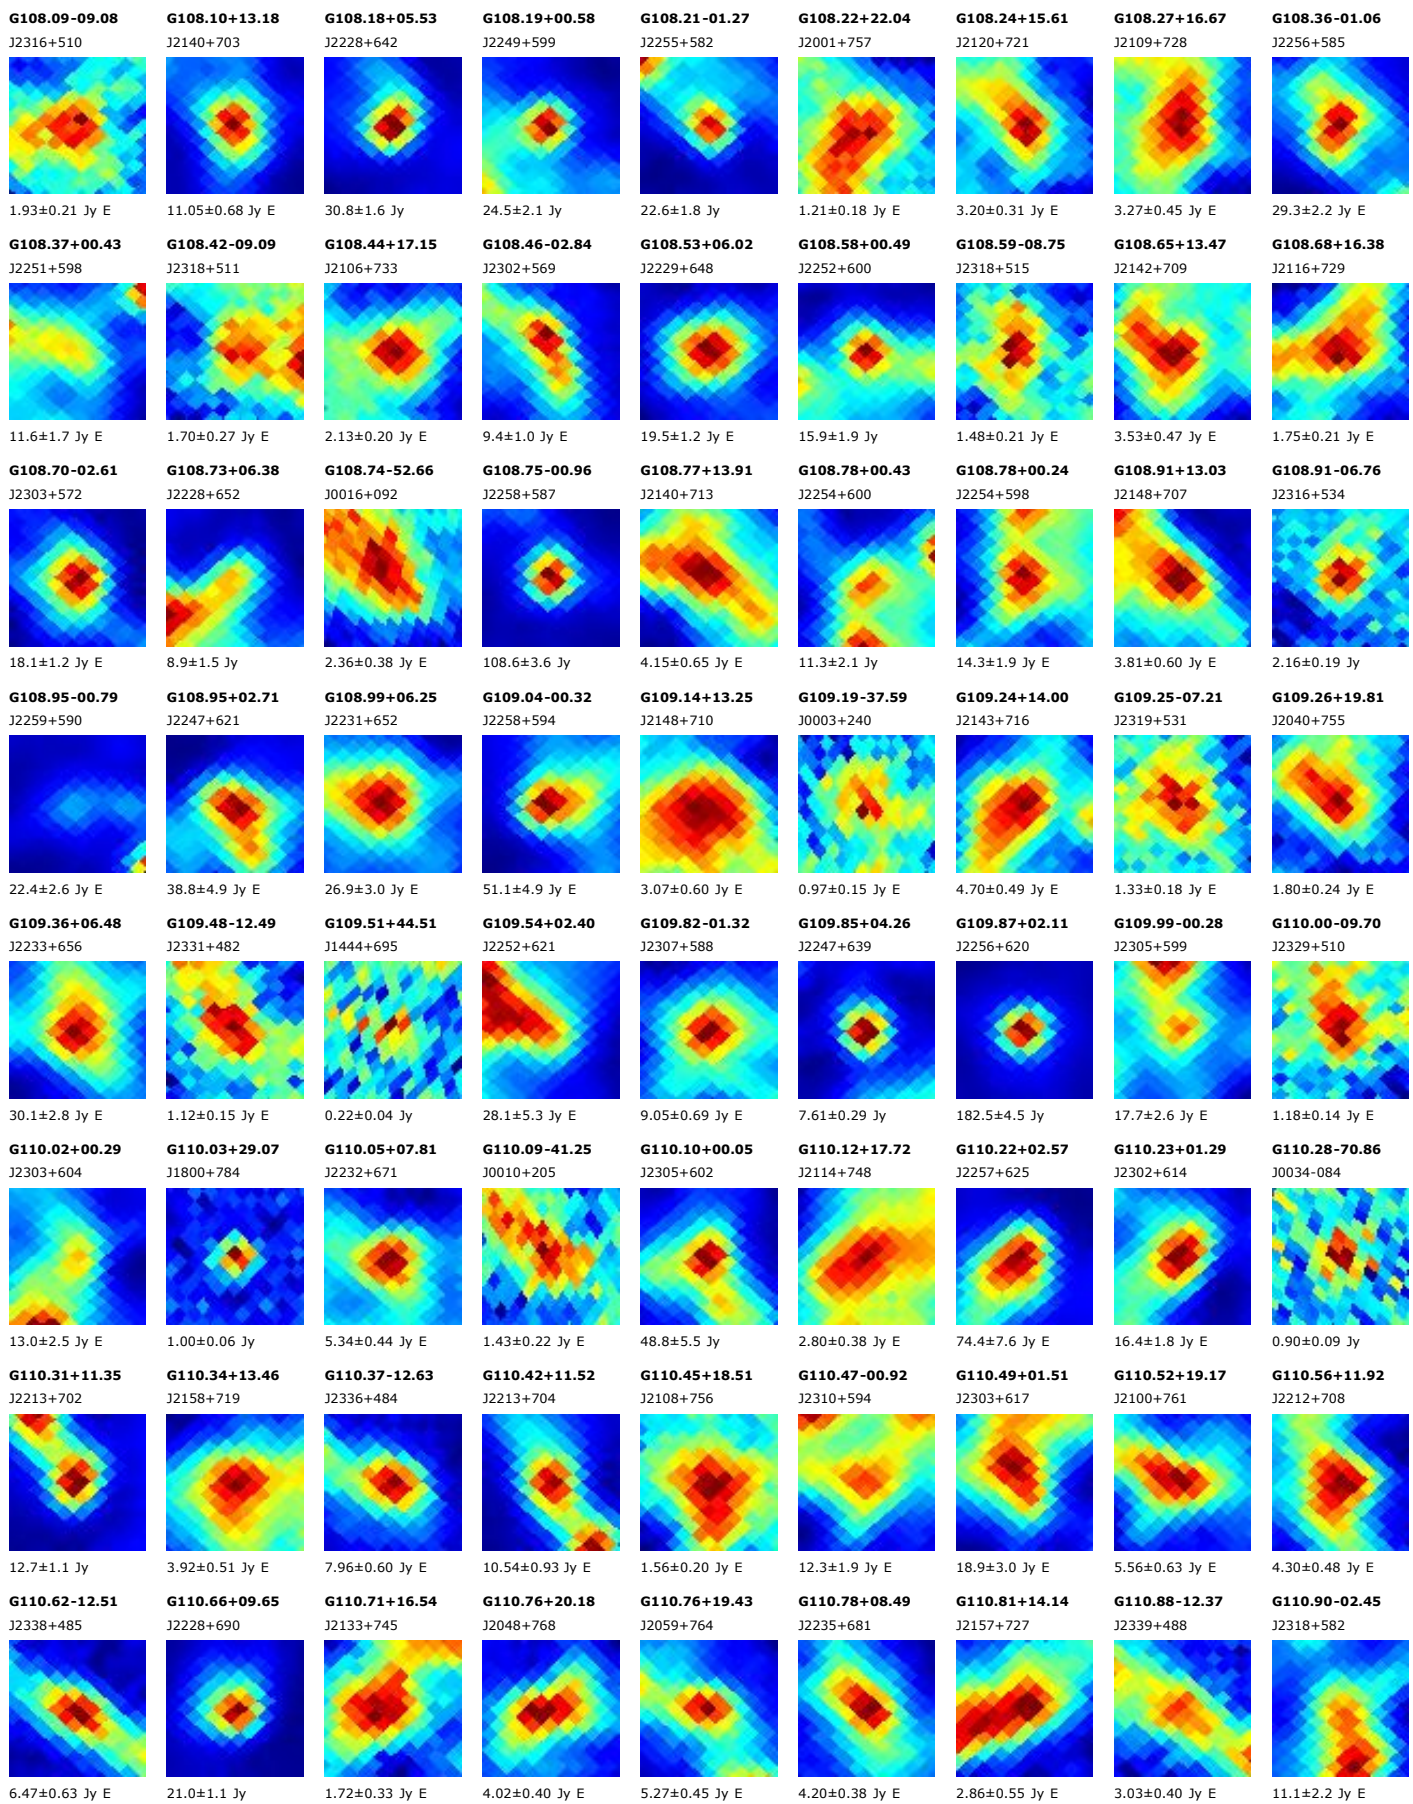 G108.09-09.08 G108.10+13.18 G108.18+05.53 G108.19+00.58 G108.21-01.27 G108.22+22.04 G108.24+15.61 G108.27+16.67 G108.36-01.06
J2316+510 J2140+703 J2228+642 J2249+599 J2255+582 J2001+757 J2120+721 J2109+728 J2256+585
1.93±0.21 Jy E 11.05±0.68 Jy E 30.8±1.6 Jy 24.5±2.1 Jy 22.6±1.8 Jy 1.21±0.18 Jy E 3.20±0.31 Jy E 3.27±0.45 Jy E 29.3±2.2 Jy E
G108.37+00.43 G108.42-09.09 G108.44+17.15 G108.46-02.84 G108.53+06.02 G108.58+00.49 G108.59-08.75 G108.65+13.47 G108.68+16.38
J2251+598 J2318+511 J2106+733 J2302+569 J2229+648 J2252+600 J2318+515 J2142+709 J2116+729
11.6±1.7 Jy E 1.70±0.27 Jy E 2.13±0.20 Jy E 9.4±1.0 Jy E 19.5±1.2 Jy E 15.9±1.9 Jy 1.48±0.21 Jy E 3.53±0.47 Jy E 1.75±0.21 Jy E
G108.70-02.61 G108.73+06.38 G108.74-52.66 G108.75-00.96 G108.77+13.91 G108.78+00.43 G108.78+00.24 G108.91+13.03 G108.91-06.76
J2303+572 J2228+652 J0016+092 J2258+587 J2140+713 J2254+600 J2254+598 J2148+707 J2316+534
18.1±1.2 Jy E 8.9±1.5 Jy 2.36±0.38 Jy E 108.6±3.6 Jy 4.15±0.65 Jy E 11.3±2.1 Jy 14.3±1.9 Jy E 3.81±0.60 Jy E 2.16±0.19 Jy
G108.95-00.79 G108.95+02.71 G108.99+06.25 G109.04-00.32 G109.14+13.25 G109.19-37.59 G109.24+14.00 G109.25-07.21 G109.26+19.81
J2259+590 J2247+621 J2231+652 J2258+594 J2148+710 J0003+240 J2143+716 J2319+531 J2040+755
22.4±2.6 Jy E 38.8±4.9 Jy E 26.9±3.0 Jy E 51.1±4.9 Jy E 3.07±0.60 Jy E 0.97±0.15 Jy E 4.70±0.49 Jy E 1.33±0.18 Jy E 1.80±0.24 Jy E
G109.36+06.48 G109.48-12.49 G109.51+44.51 G109.54+02.40 G109.82-01.32 G109.85+04.26 G109.87+02.11 G109.99-00.28 G110.00-09.70
J2233+656 J2331+482 J1444+695 J2252+621 J2307+588 J2247+639 J2256+620 J2305+599 J2329+510
30.1±2.8 Jy E 1.12±0.15 Jy E 0.22±0.04 Jy 28.1±5.3 Jy E 9.05±0.69 Jy E 7.61±0.29 Jy 182.5±4.5 Jy 17.7±2.6 Jy E 1.18±0.14 Jy E
G110.02+00.29 G110.03+29.07 G110.05+07.81 G110.09-41.25 G110.10+00.05 G110.12+17.72 G110.22+02.57 G110.23+01.29 G110.28-70.86
J2303+604 J1800+784 J2232+671 J0010+205 J2305+602 J2114+748 J2257+625 J2302+614 J0034-084
13.0±2.5 Jy E 1.00±0.06 Jy 5.34±0.44 Jy E 1.43±0.22 Jy E 48.8±5.5 Jy 2.80±0.38 Jy E 74.4±7.6 Jy E 16.4±1.8 Jy E 0.90±0.09 Jy
G110.31+11.35 G110.34+13.46 G110.37-12.63 G110.42+11.52 G110.45+18.51 G110.47-00.92 G110.49+01.51 G110.52+19.17 G110.56+11.92
J2213+702 J2158+719 J2336+484 J2213+704 J2108+756 J2310+594 J2303+617 J2100+761 J2212+708
12.7±1.1 Jy 3.92±0.51 Jy E 7.96±0.60 Jy E 10.54±0.93 Jy E 1.56±0.20 Jy E 12.3±1.9 Jy E 18.9±3.0 Jy E 5.56±0.63 Jy E 4.30±0.48 Jy E
G110.62-12.51 G110.66+09.65 G110.71+16.54 G110.76+20.18 G110.76+19.43 G110.78+08.49 G110.81+14.14 G110.88-12.37 G110.90-02.45
J2338+485 J2228+690 J2133+745 J2048+768 J2059+764 J2235+681 J2157+727 J2339+488 J2318+582
6.47±0.63 Jy E 21.0±1.1 Jy 1.72±0.33 Jy E 4.02±0.40 Jy E 5.27±0.45 Jy E 4.20±0.38 Jy E 2.86±0.55 Jy E 3.03±0.40 Jy E 11.1±2.2 Jy E